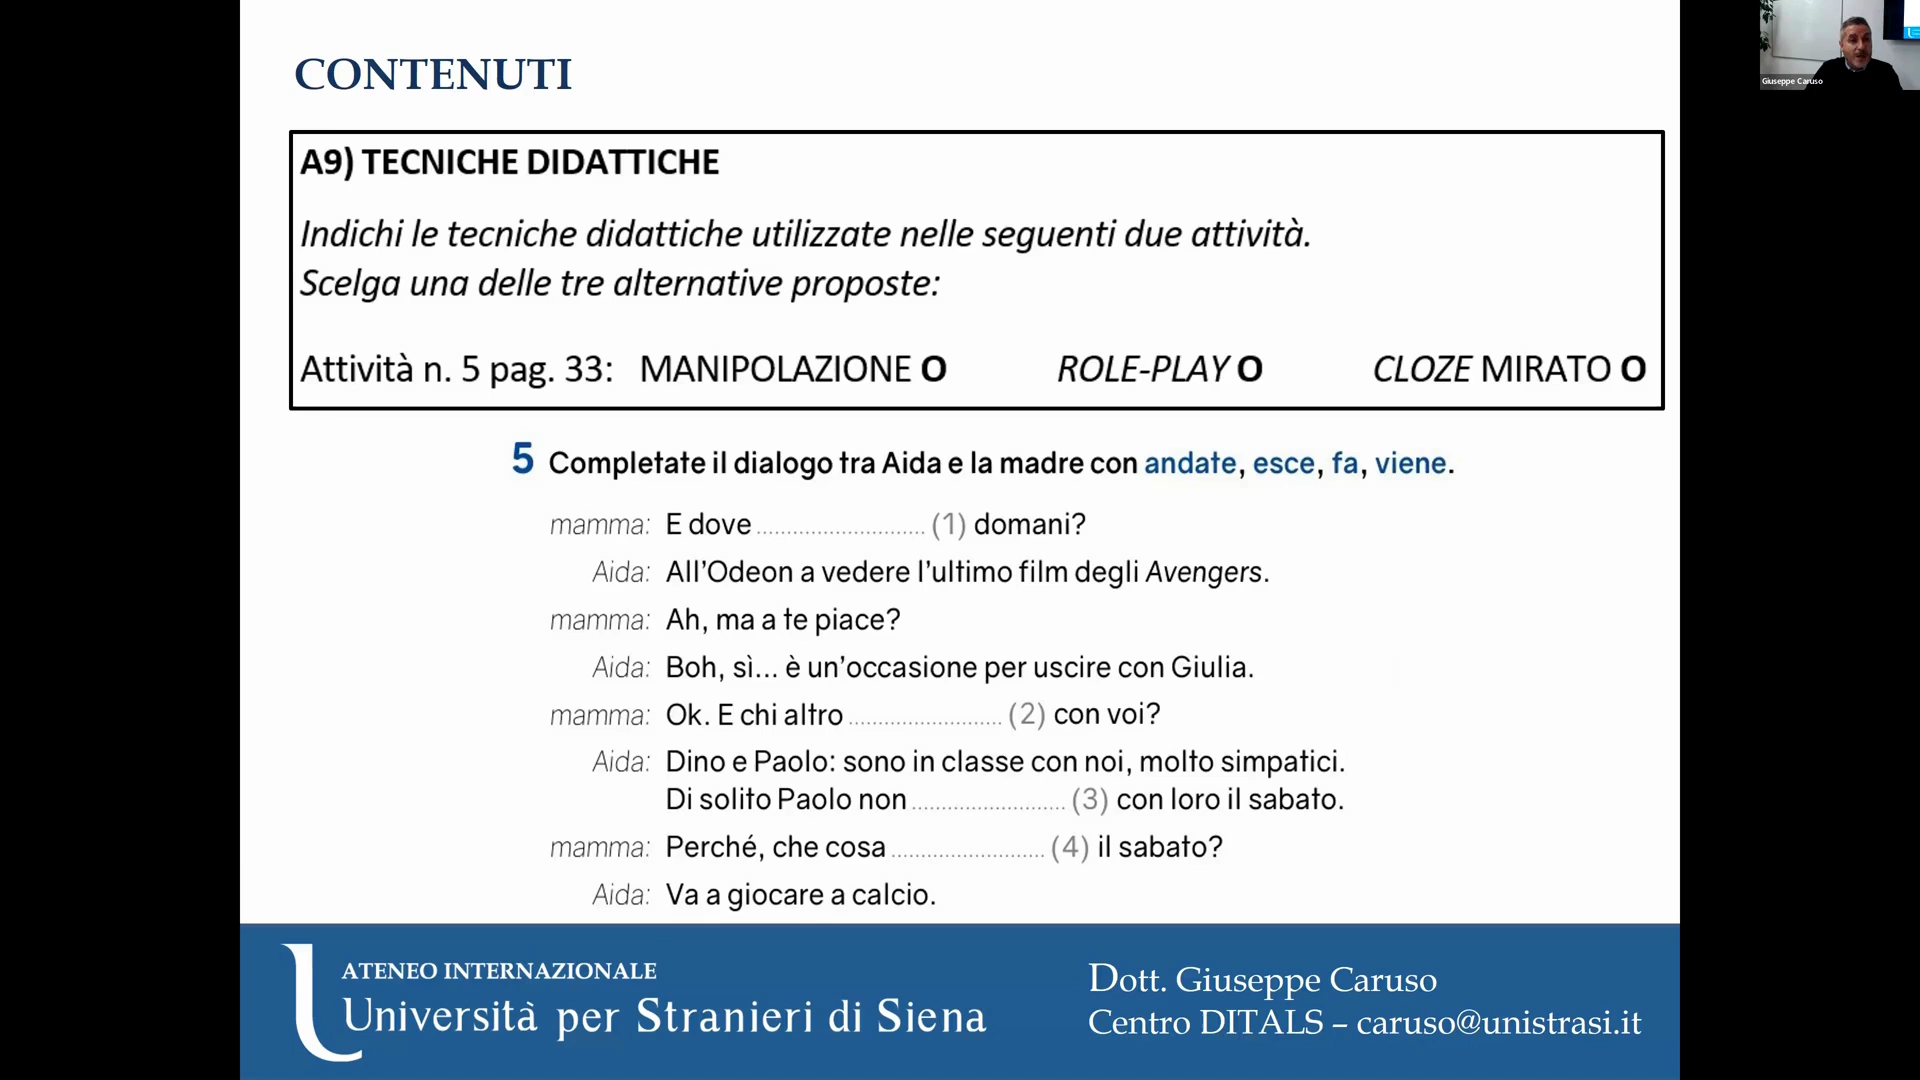 CONTENUTI
A9) TECNICHE DIDATTICHE
Indichi le tecniche didattiche utilizzate nelle seguenti due attività.
Scelga una delle tre alternative proposte:
Attività n. 5 pag. 33: MANIPOLAZIONE O ROLE-PLAY O CLOZE MIRATO O
5 Completate il dialogo tra Aida e la madre con andate, esce, fa, viene.
mamma: E dove ............................ (1) domani?
Aida: All'Odeon a vedere l'ultimo film degli Avengers.
mamma: Ah, ma a te piace?
Aida: Boh, sì... è un'occasione per uscire con Giulia.
mamma: Ok. E chi altro .......................... (2) con voi?
Aida: Dino e Paolo: sono in classe con noi, molto simpatici.
Di solito Paolo non .......................... (3) con loro il sabato.
mamma: Perché, che cosa .......................... (4) il sabato?
Aida: Va a giocare a calcio.
ATENEO INTERNAZIONALE
Università per Stranieri di Siena
Dott. Giuseppe Caruso
Centro DITALS – caruso@unistrasi.it
Giuseppe Caruso